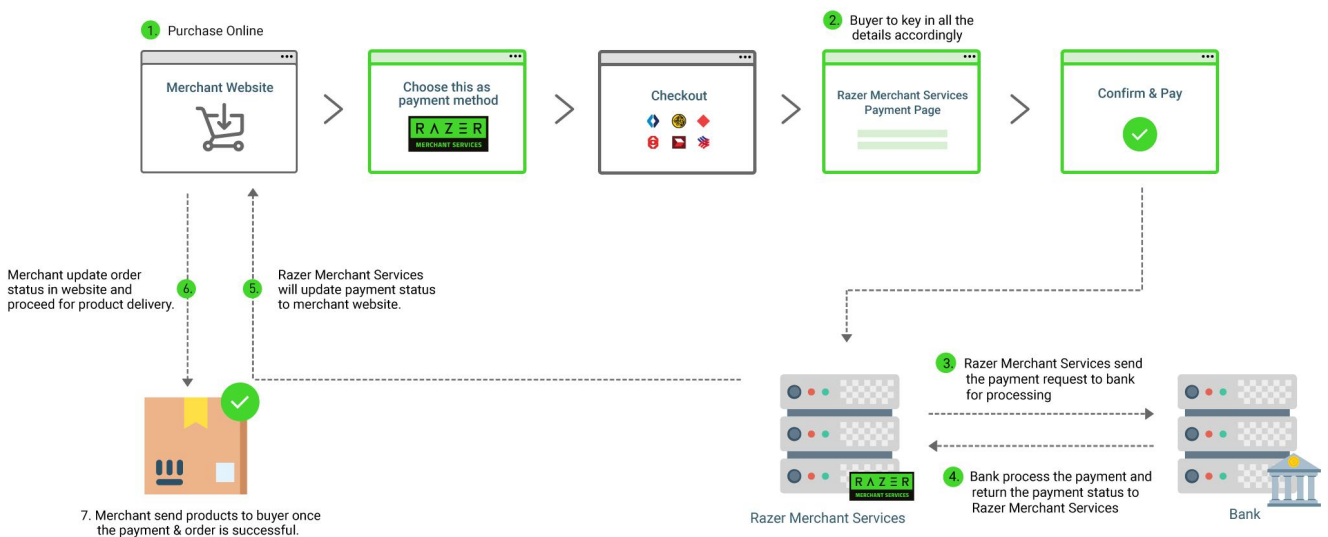 1. Purchase Online
Merchant Website
Choose this as
payment method
RAZER
MERCHANT SERVICES
Checkout
2. Buyer to key in all the
details accordingly
Razer Merchant Services
Payment Page
Confirm & Pay
Merchant update order
status in website and
proceed for product delivery.
6.
5.
Razer Merchant Services
will update payment status
to merchant website.
3. Razer Merchant Services send
the payment request to bank
for processing
4. Bank process the payment and
return the payment status to
Razer Merchant Services
RAZER
MERCHANT SERVICES
Razer Merchant Services
Bank
7. Merchant send products to buyer once
the payment & order is successful.